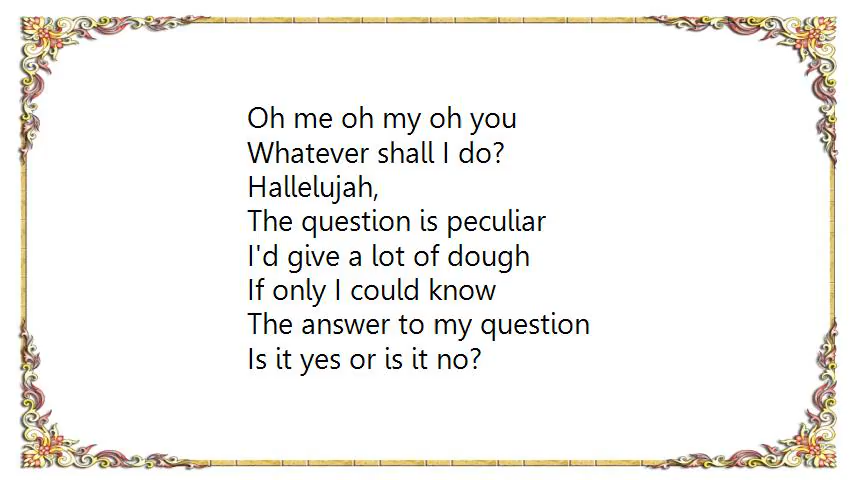 Oh me oh my oh you
Whatever shall I do?
Hallelujah,
The question is peculiar
I'd give a lot of dough
If only I could know
The answer to my question
Is it yes or is it no?